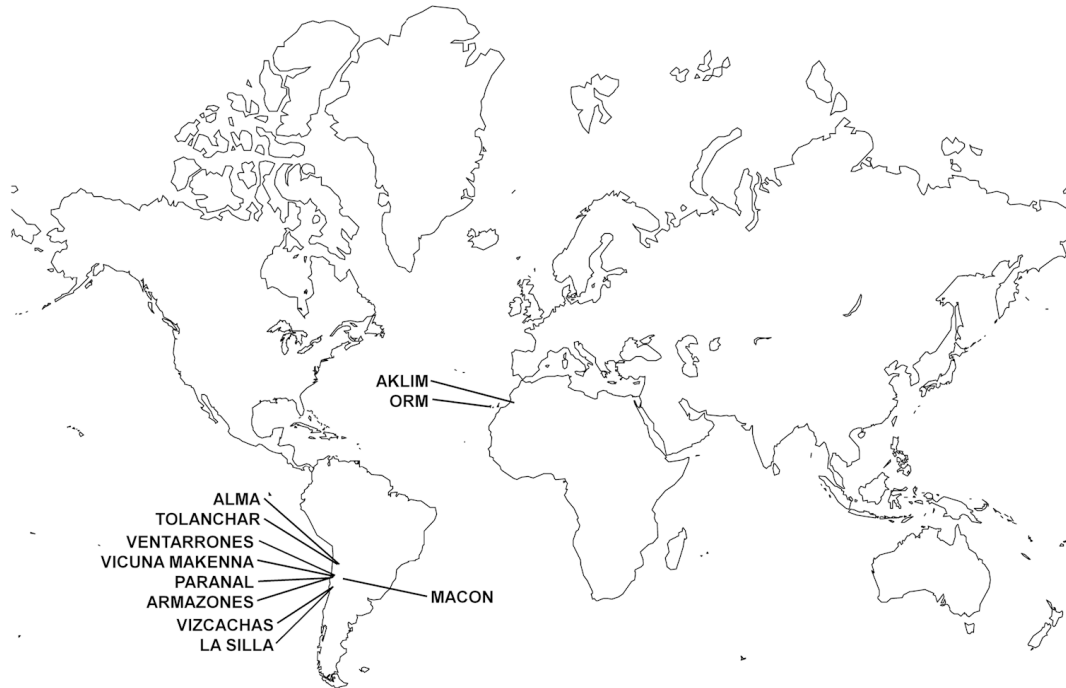 AKLIM
ORM
ALMA
TOLANCHAR
VENTARRONES
VICUNA MAKENNA
PARANAL
ARMAZONES
MACON
VIZCACHAS
LA SILLA